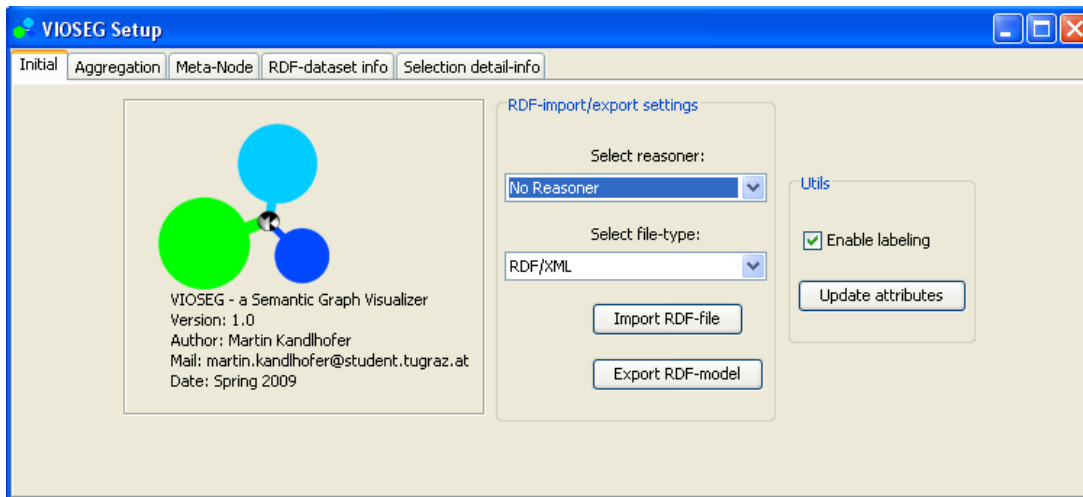 VIOSEG Setup
Initial
Aggregation
Meta-Node
RDF-dataset info
Selection detail-info
VIOSEG - a Semantic Graph Visualizer
Version: 1.0
Author: Martin Kandlhofer
Mail: martin.kandlhofer@student.tugraz.at
Date: Spring 2009
RDF-import/export settings
Select reasoner:
No Reasoner
Select file-type:
RDF/XML
Import RDF-file
Export RDF-model
Utils
Enable labeling
Update attributes